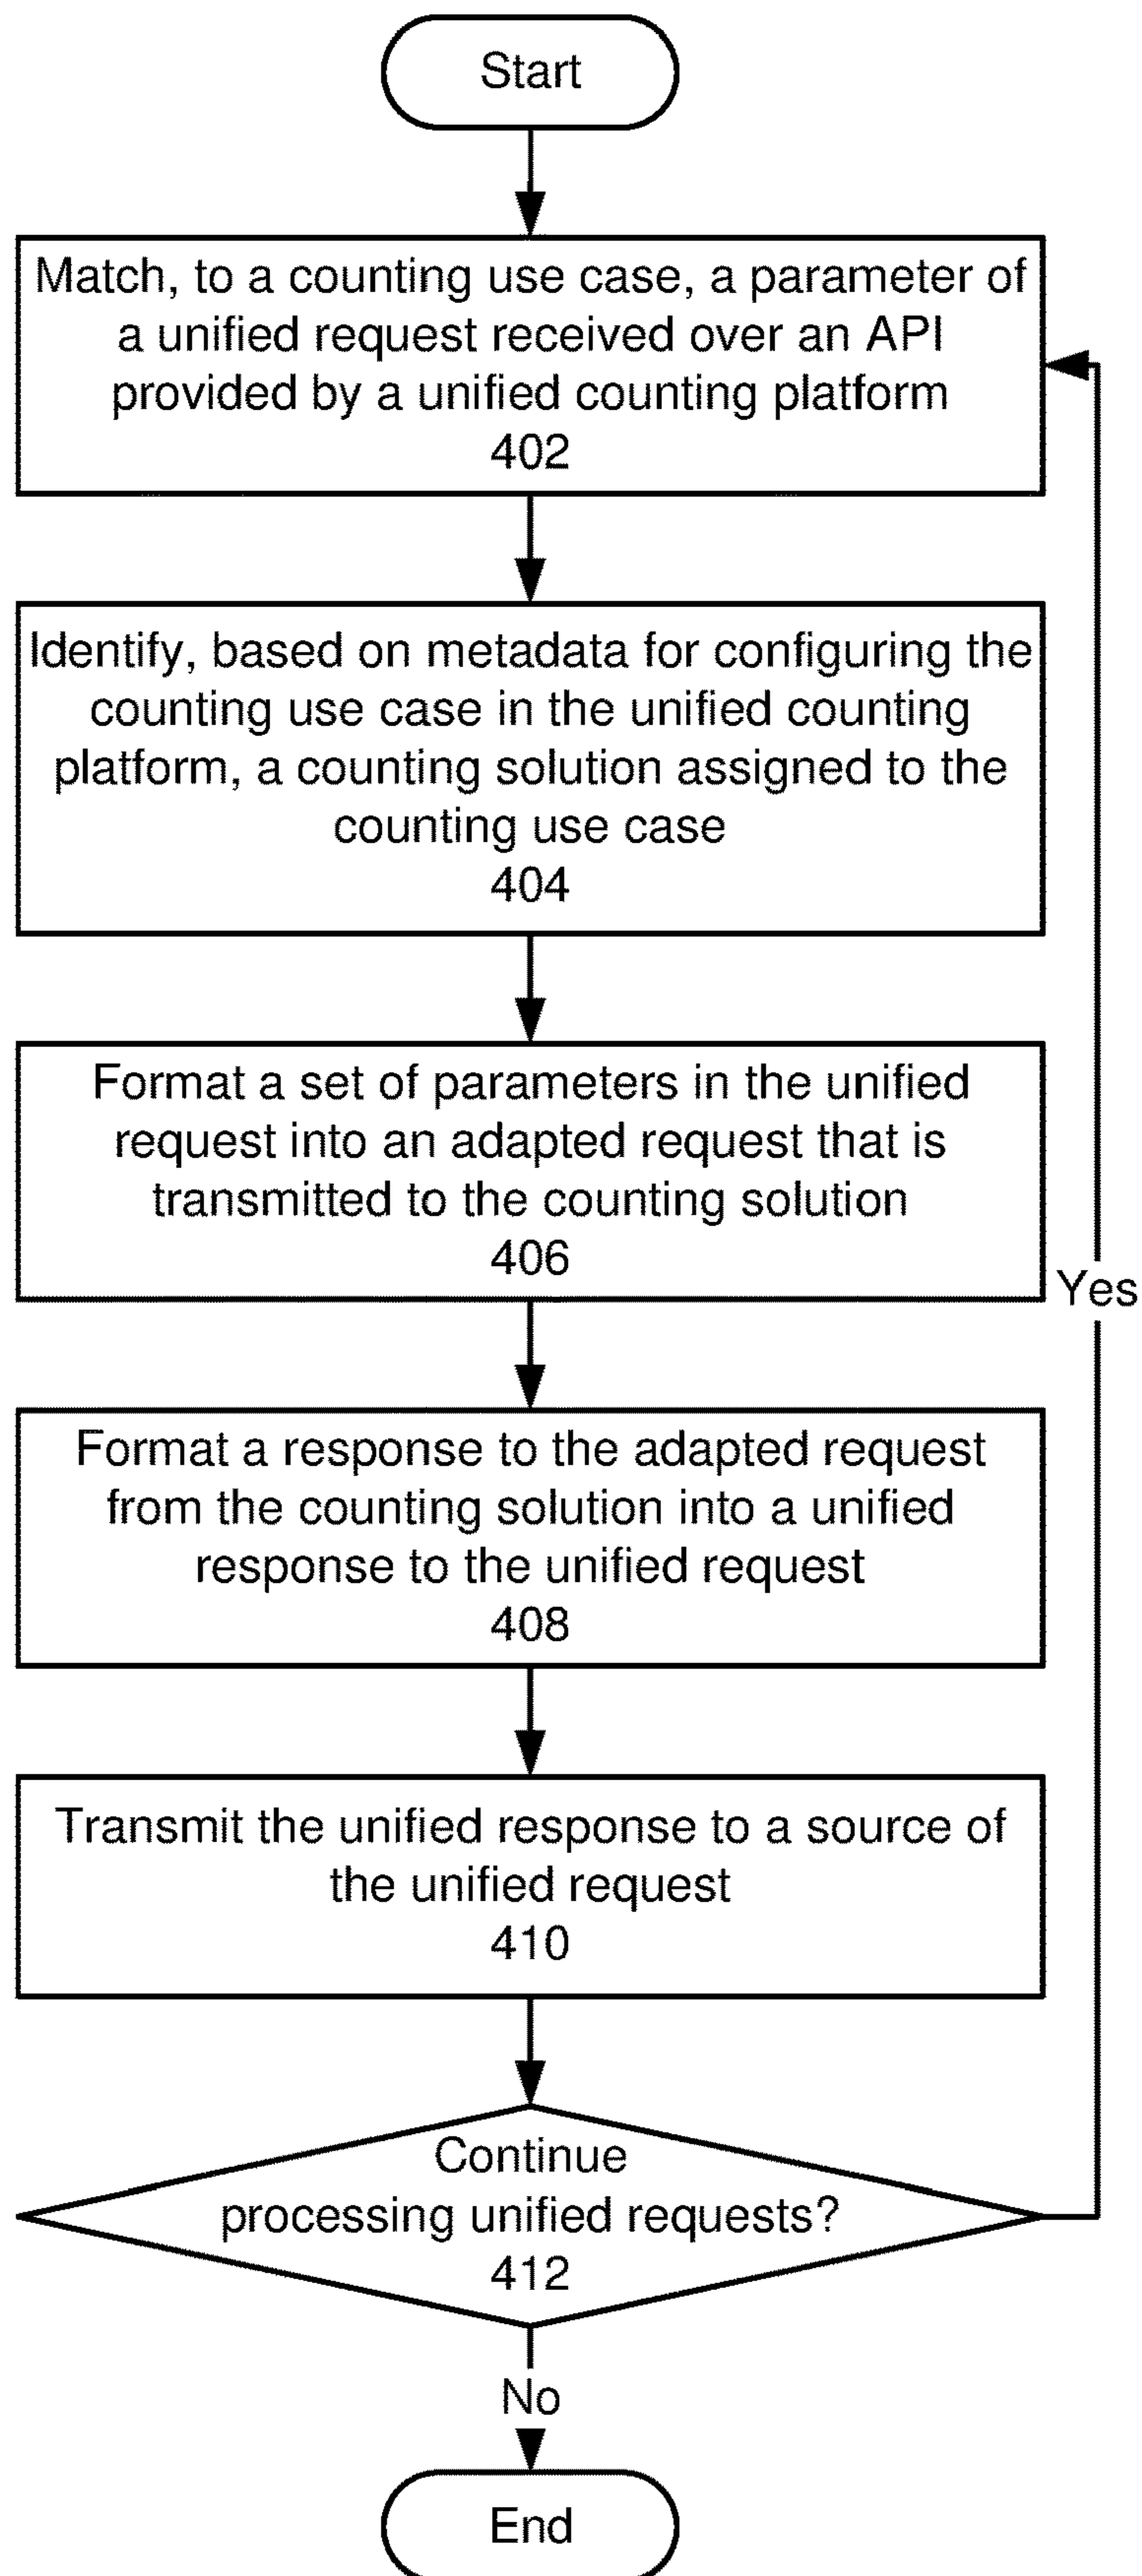 Start
Match, to a counting use case, a parameter of
a unified request received over an API
provided by a unified counting platform
402
Identify, based on metadata for configuring the
counting use case in the unified counting
platform, a counting solution assigned to the
counting use case
404
Format a set of parameters in the unified
request into an adapted request that is
transmitted to the counting solution
406
Yes
Format a response to the adapted request
from the counting solution into a unified
response to the unified request
408
Transmit the unified response to a source of
the unified request
410
Continue
processing unified requests?
412
No
End